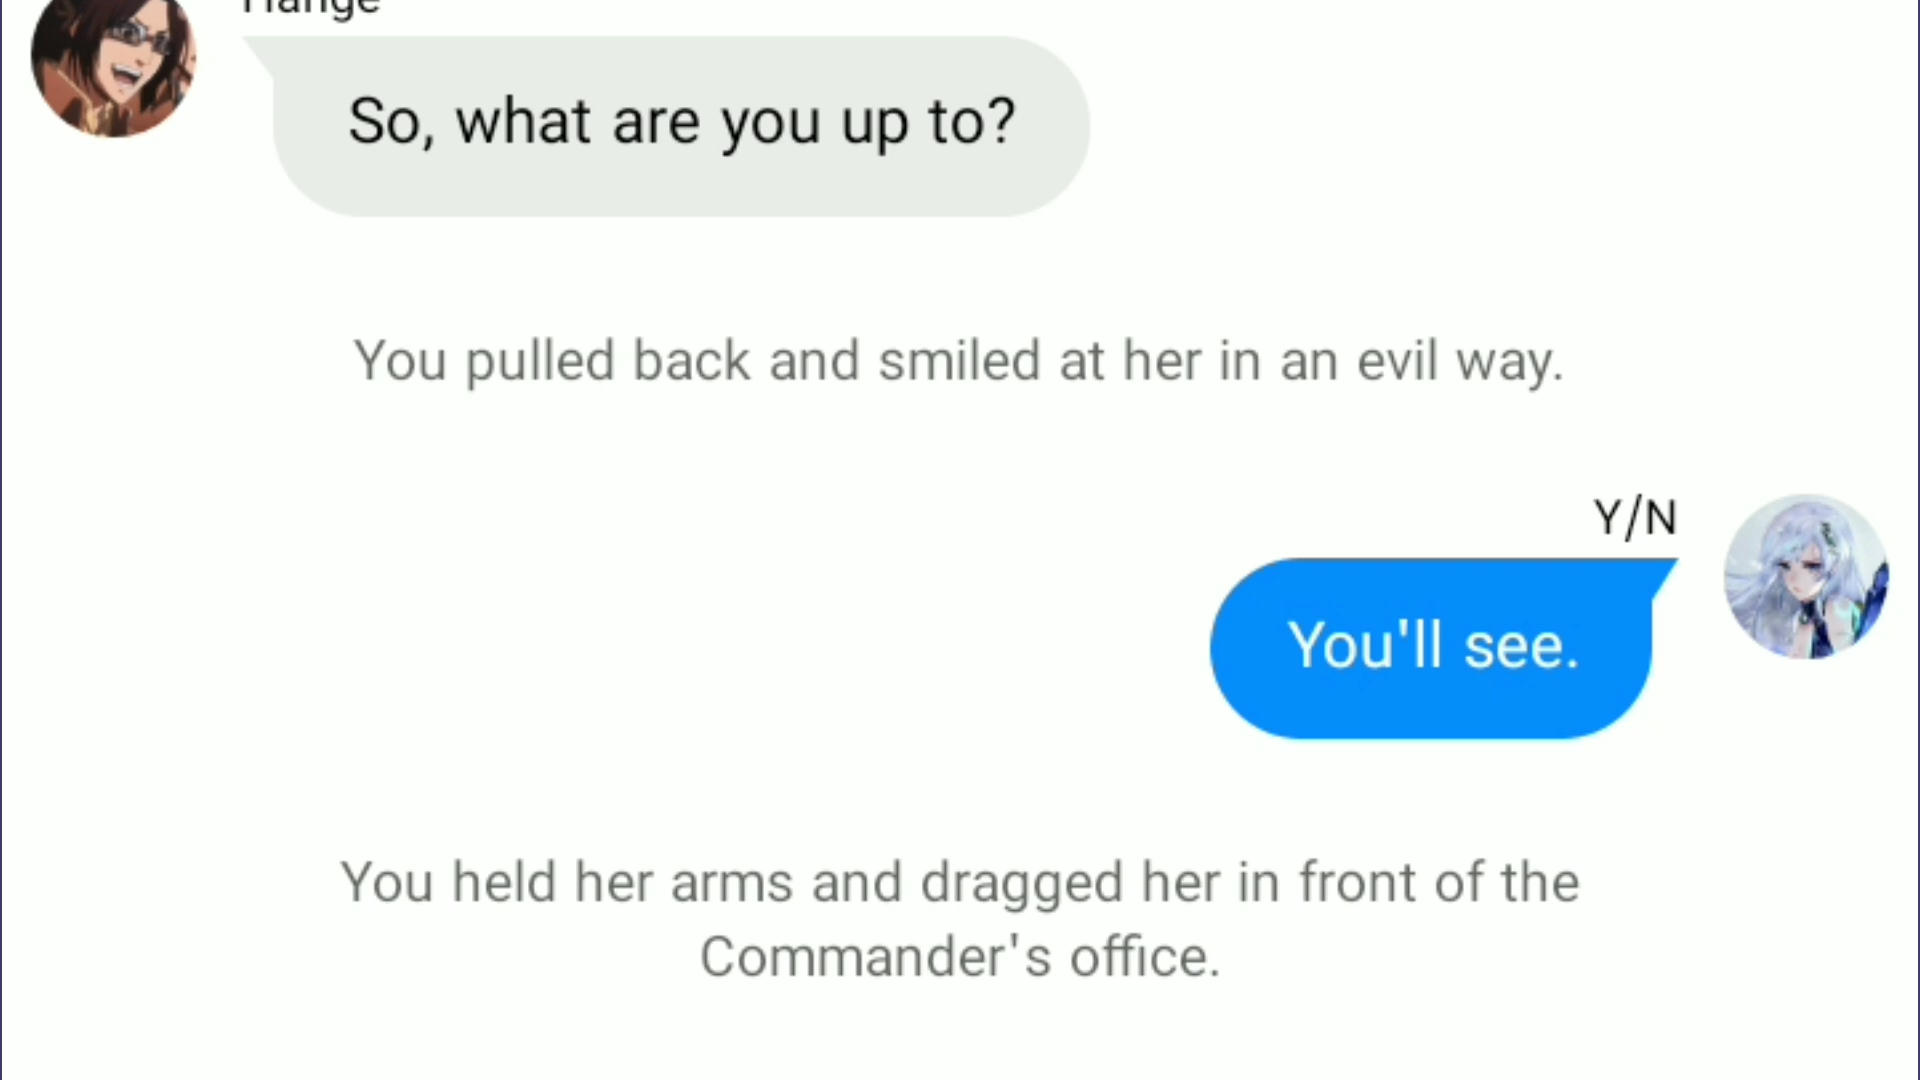 Hange
So, what are you up to?
You pulled back and smiled at her in an evil way.
Y/N
You'll see.
You held her arms and dragged her in front of the
Commander's office.